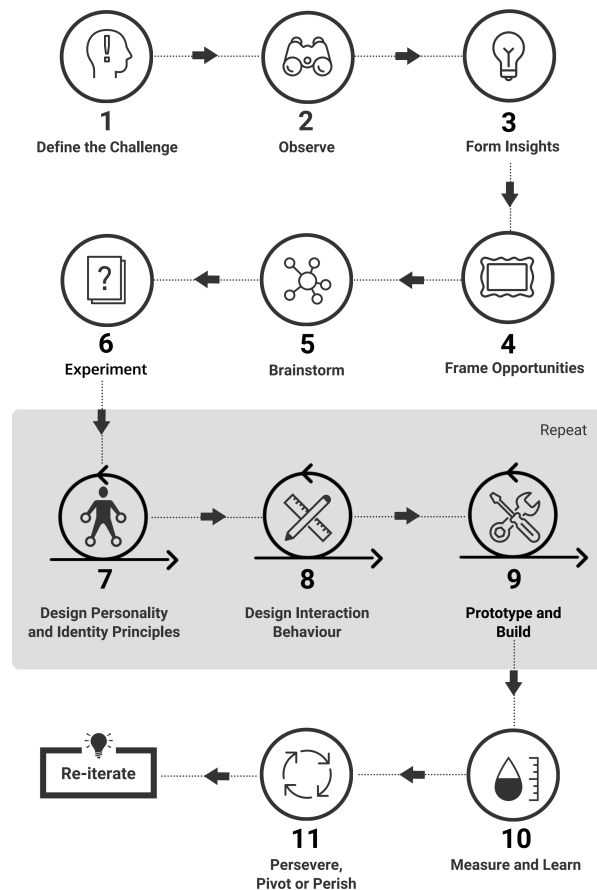 1
Define the Challenge
2
Observe
3
Form Insights
4
Frame Opportunities
5
Brainstorm
?
6
Experiment
Repeat
7
Design Personality
and Identity Principles
8
Design Interaction
Behaviour
9
Prototype and
Build
10
Measure and Learn
11
Persevere,
Pivot or Perish
Re-iterate